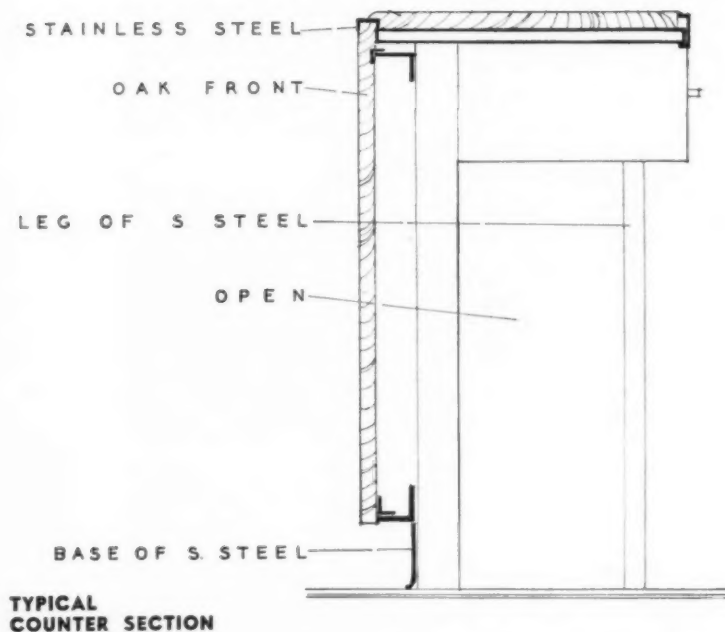 STAINLESS STEEL
OAK FRONT
LEG OF S STEEL
OPEN
BASE OF S. STEEL
TYPICAL
COUNTER SECTION